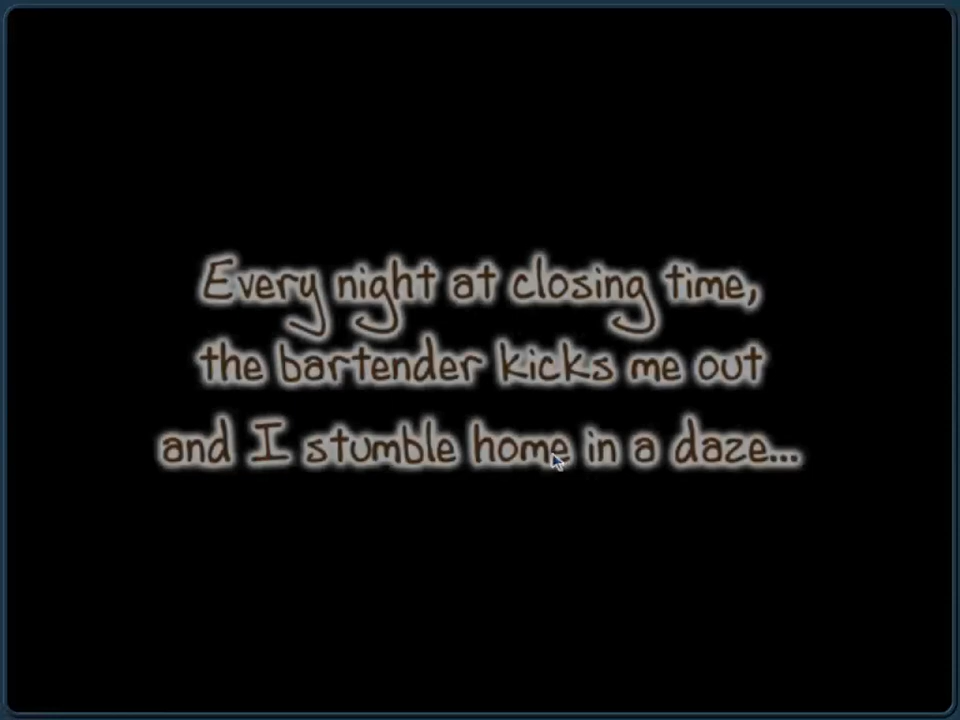 Every night at closing time,
the bartender kicks me out
and I stumble home in a daze...